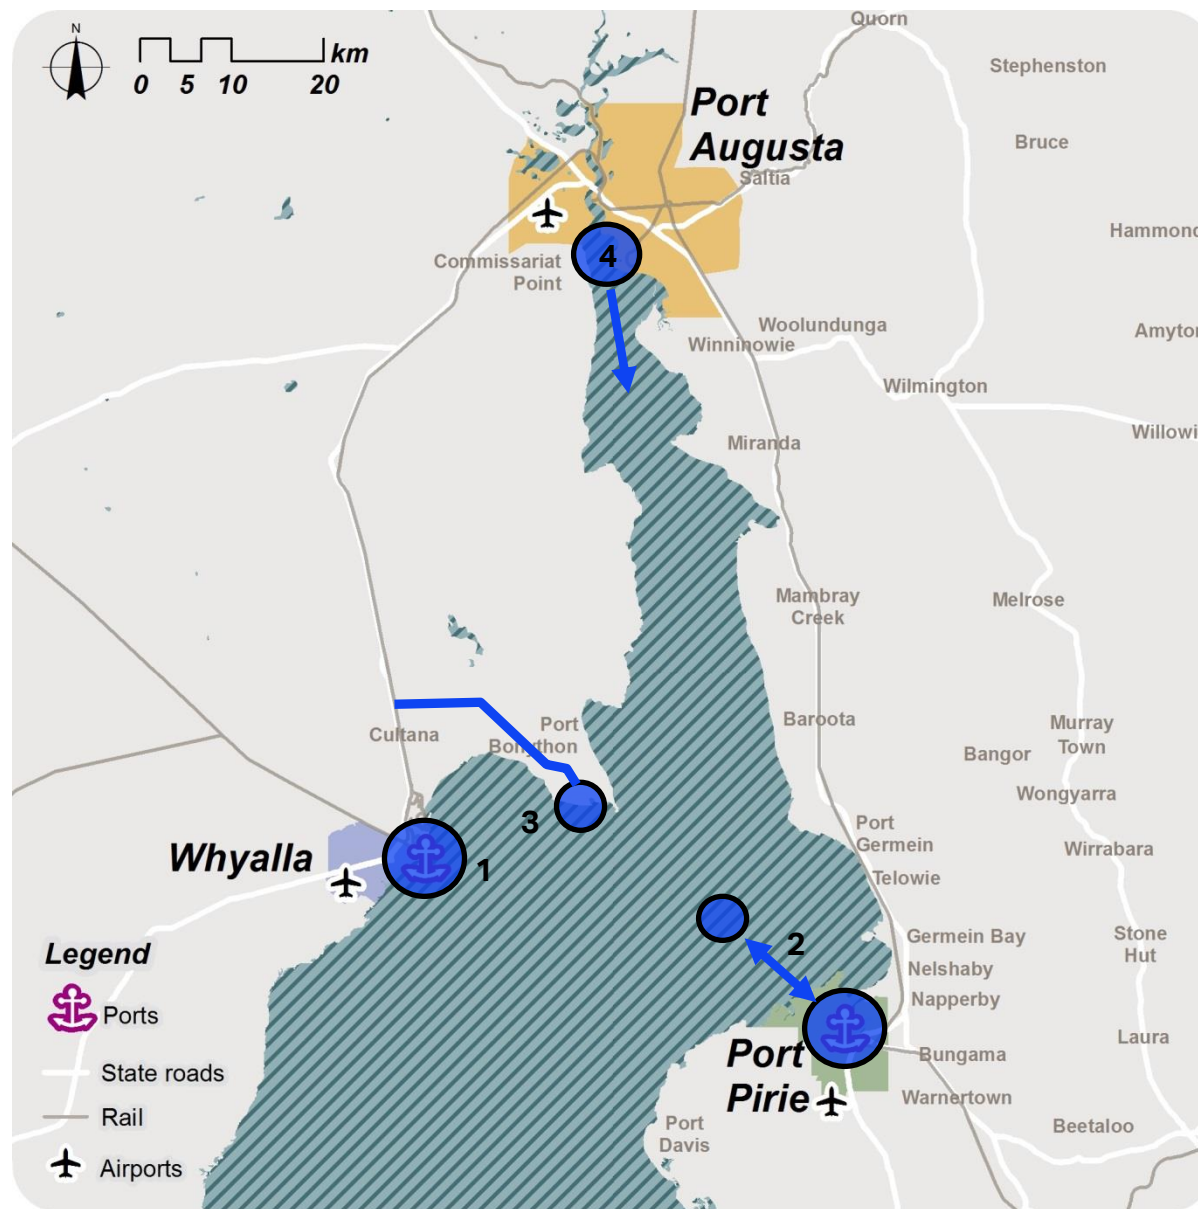 N
km
0 5 10 20
Quorn
Stephenston
Port
Augusta
Bruce
Saltia
Hammond
4
Commissariat
Point
Woolundunga
Winninowie
Amyton
Wilmington
Willowi
Miranda
Mambray
Creek
Melrose
Cultana
Port
Bonython
Baroota
Murray
Town
Bangor
Wongyarra
3
Port
Germein
Wirrabara
Whyalla
1
Telowie
2
Germein Bay
Stone
Hut
Nelshaby
Napperby
Legend
Ports
State roads
Rail
Airports
Port
Pirie
Bungama
Laura
Warnertown
Beetaloo
Port
Davis